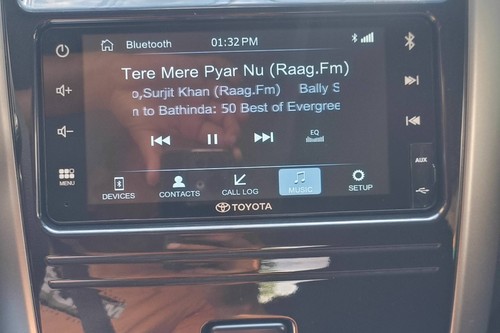 Bluetooth 01:32 PM
Tere Mere Pyar Nu (Raag.Fm)
o,Surjit Khan (Raag.Fm) Bally S
n to Bathinda: 50 Best of Evergree
EQ
DEVICES CONTACTS CALL LOG MUSIC SETUP
MENU
AUX
TOYOTA